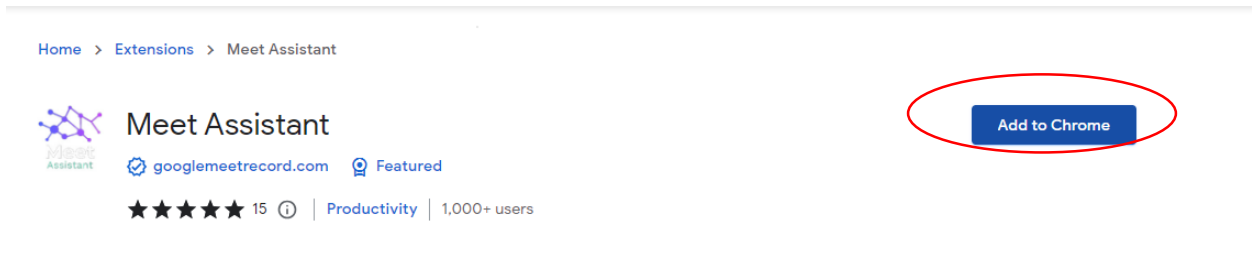 Home > Extensions > Meet Assistant
Meet Assistant
Add to Chrome
Meet
Assistant
googlemeetrecord.com Featured
15 Productivity 1,000+ users